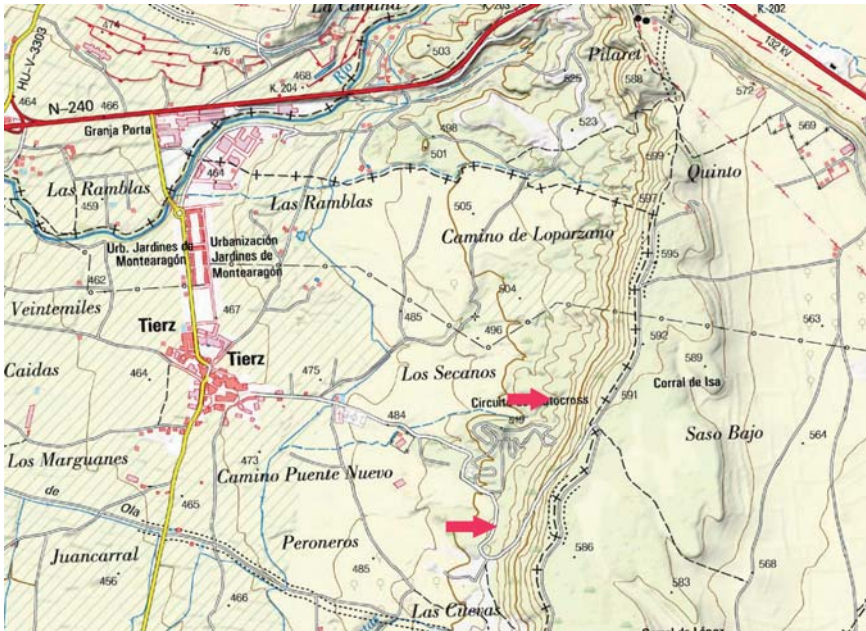 La Cabaña
K. 203
K. 202
474
476
503
132 kV
HU-V-3303
Río
468
Pilaret
588
525
572
464
466
K. 204
N-240
Granja Porta
498
523
569
501
599
464
Quinto
Las Ramblas
459
Las Ramblas
505
597
Camino de Loporzano
Urb. Jardines de
Montearagón
Urbanización
Jardines de
Montearagón
595
462
504
Veintemiles
467
485
496
592
563
Tierz
Tierz
589
Caidas
464
475
Los Secanos
Corral de Isa
591
484
519
Saso Bajo
564
Los Marguanes
473
Camino Puente Nuevo
de
Ola
465
Juancarral
Peroneros
586
456
485
568
466
583
Las Cuevas